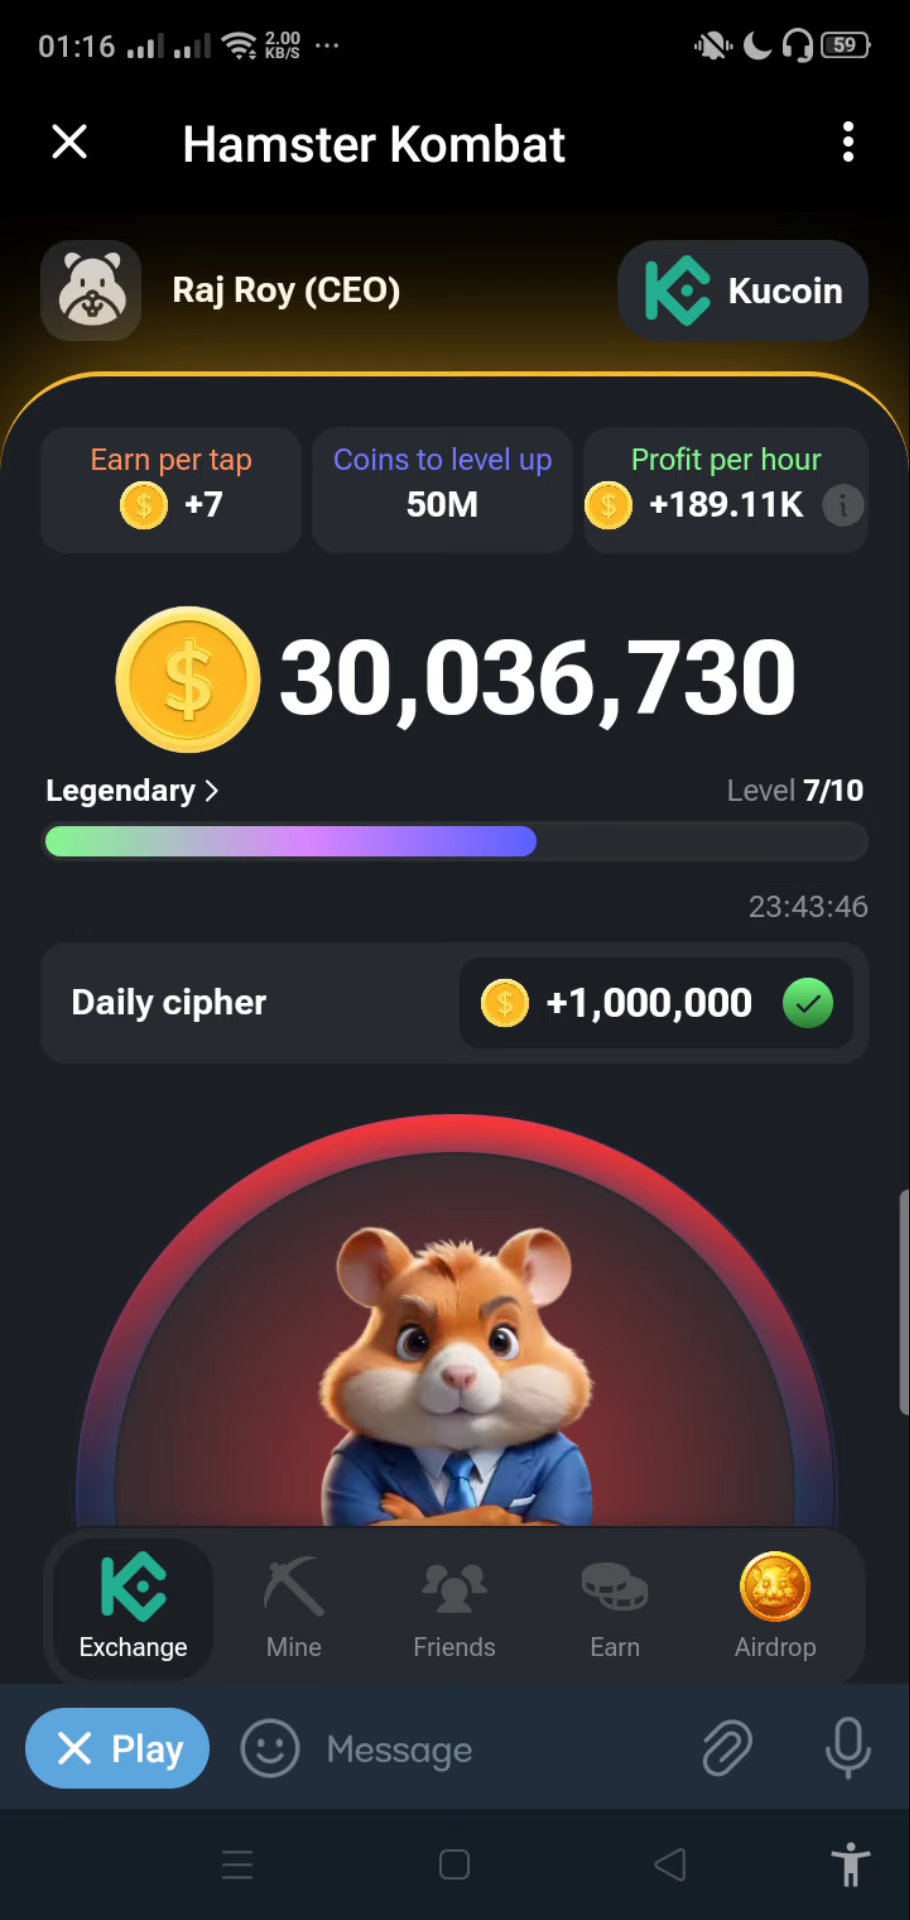 01:16 2.00 KB/S ... 59
Hamster Kombat
Raj Roy (CEO) Kucoin
Earn per tap Coins to level up Profit per hour
$ +7 50M $ +189.11K i
$ 30,036,730
Legendary > Level 7/10
23:43:46
Daily cipher $ +1,000,000
Exchange Mine Friends Earn Airdrop
Play Message